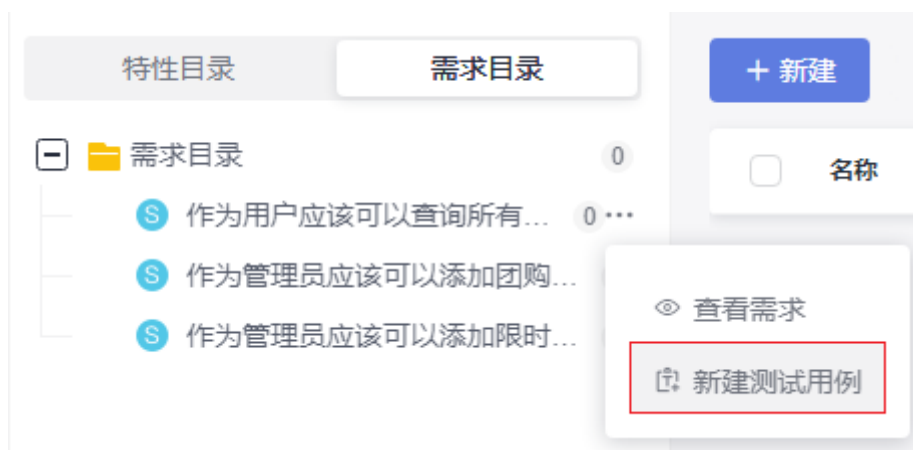 特性目录 需求目录 + 新建
需求目录 0 名称
S 作为用户应该可以查询所有... 0 ...
S 作为管理员应该可以添加团购...
查看需求
S 作为管理员应该可以添加限时...
新建测试用例